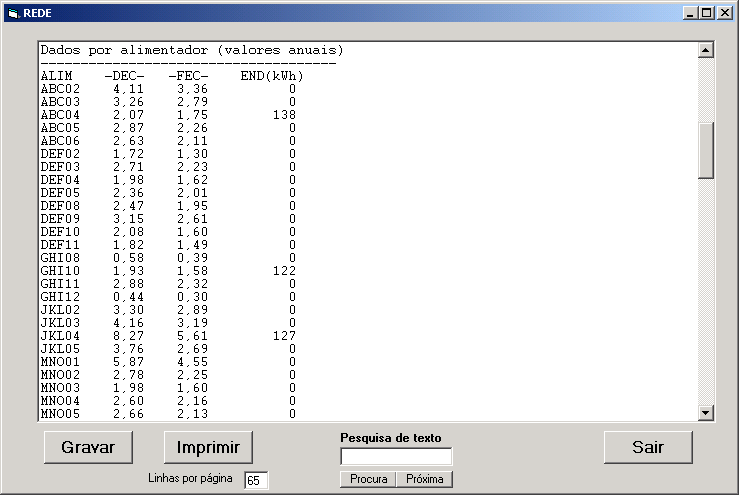 REDE
Dados por alimentador (valores anuais)
-------------------------------------
ALIM -DEC- -FEC- END(kWh)
ABC02 4,11 3,36 0
ABC03 3,26 2,79 0
ABC04 2,07 1,75 138
ABC05 2,87 2,26 0
ABC06 2,63 2,11 0
DEF02 1,72 1,30 0
DEF03 2,71 2,23 0
DEF04 1,98 1,62 0
DEF05 2,36 2,01 0
DEF08 2,47 1,95 0
DEF09 3,15 2,61 0
DEF10 2,08 1,60 0
DEF11 1,82 1,49 0
GHI08 0,58 0,39 0
GHI10 1,93 1,58 122
GHI11 2,88 2,32 0
GHI12 0,44 0,30 0
JKL02 3,30 2,89 0
JKL03 4,16 3,19 0
JKL04 8,27 5,61 127
JKL05 3,76 2,69 0
MNO01 5,87 4,55 0
MNO02 2,78 2,25 0
MNO03 1,98 1,60 0
MNO04 2,60 2,16 0
MNO05 2,66 2,13 0
Gravar
Imprimir
Pesquisa de texto
Sair
Linhas por página 65
Procura
Próxima